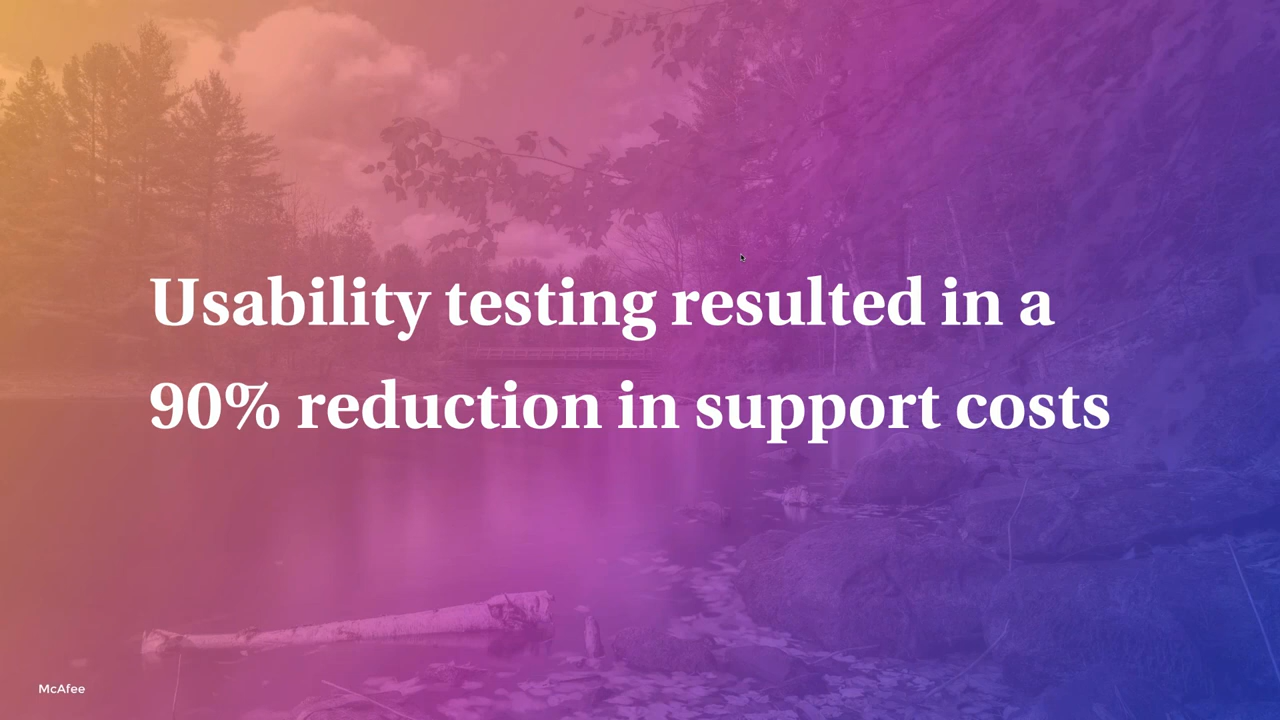 Usability testing resulted in a
90% reduction in support costs
McAfee